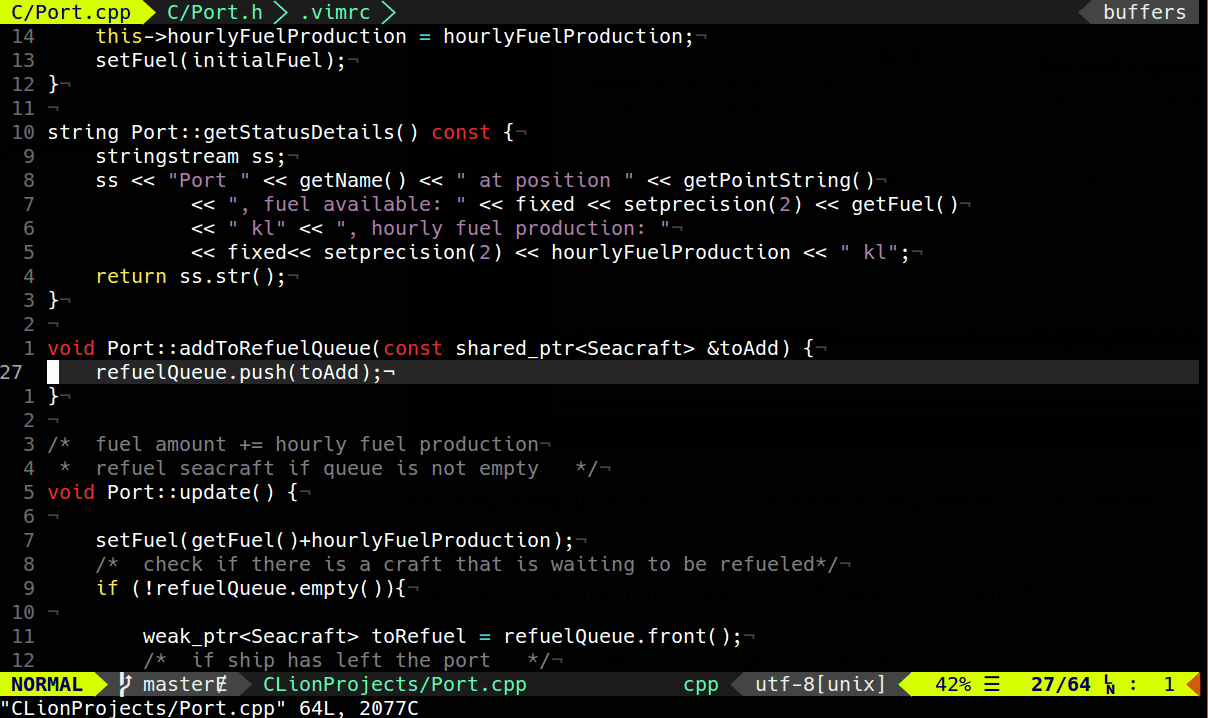 C/Port.cpp C/Port.h .vimrc buffers
14 this->hourlyFuelProduction = hourlyFuelProduction;¬
13 setFuel(initialFuel);¬
12 }¬
11 ¬
10 string Port::getStatusDetails() const {¬
9 stringstream ss;¬
8 ss << "Port " << getName() << " at position " << getPointString()¬
7 << ", fuel available: " << fixed << setprecision(2) << getFuel()¬
6 << " kl" << ", hourly fuel production: "¬
5 << fixed<< setprecision(2) << hourlyFuelProduction << " kl";¬
4 return ss.str();¬
3 }¬
2 ¬
1 void Port::addToRefuelQueue(const shared_ptr<Seacraft> &toAdd) {¬
27 refuelQueue.push(toAdd);¬
1 }¬
2 ¬
3 /* fuel amount += hourly fuel production¬
4 * refuel seacraft if queue is not empty */¬
5 void Port::update() {¬
6 ¬
7 setFuel(getFuel()+hourlyFuelProduction);¬
8 /* check if there is a craft that is waiting to be refueled*/¬
9 if (!refuelQueue.empty()){¬
10 ¬
11 weak_ptr<Seacraft> toRefuel = refuelQueue.front();¬
12 /* if ship has left the port */¬
NORMAL masterɆ CLionProjects/Port.cpp cpp utf-8[unix] 42% ☰ 27/64 ㏑ : 1
"CLionProjects/Port.cpp" 64L, 2077C